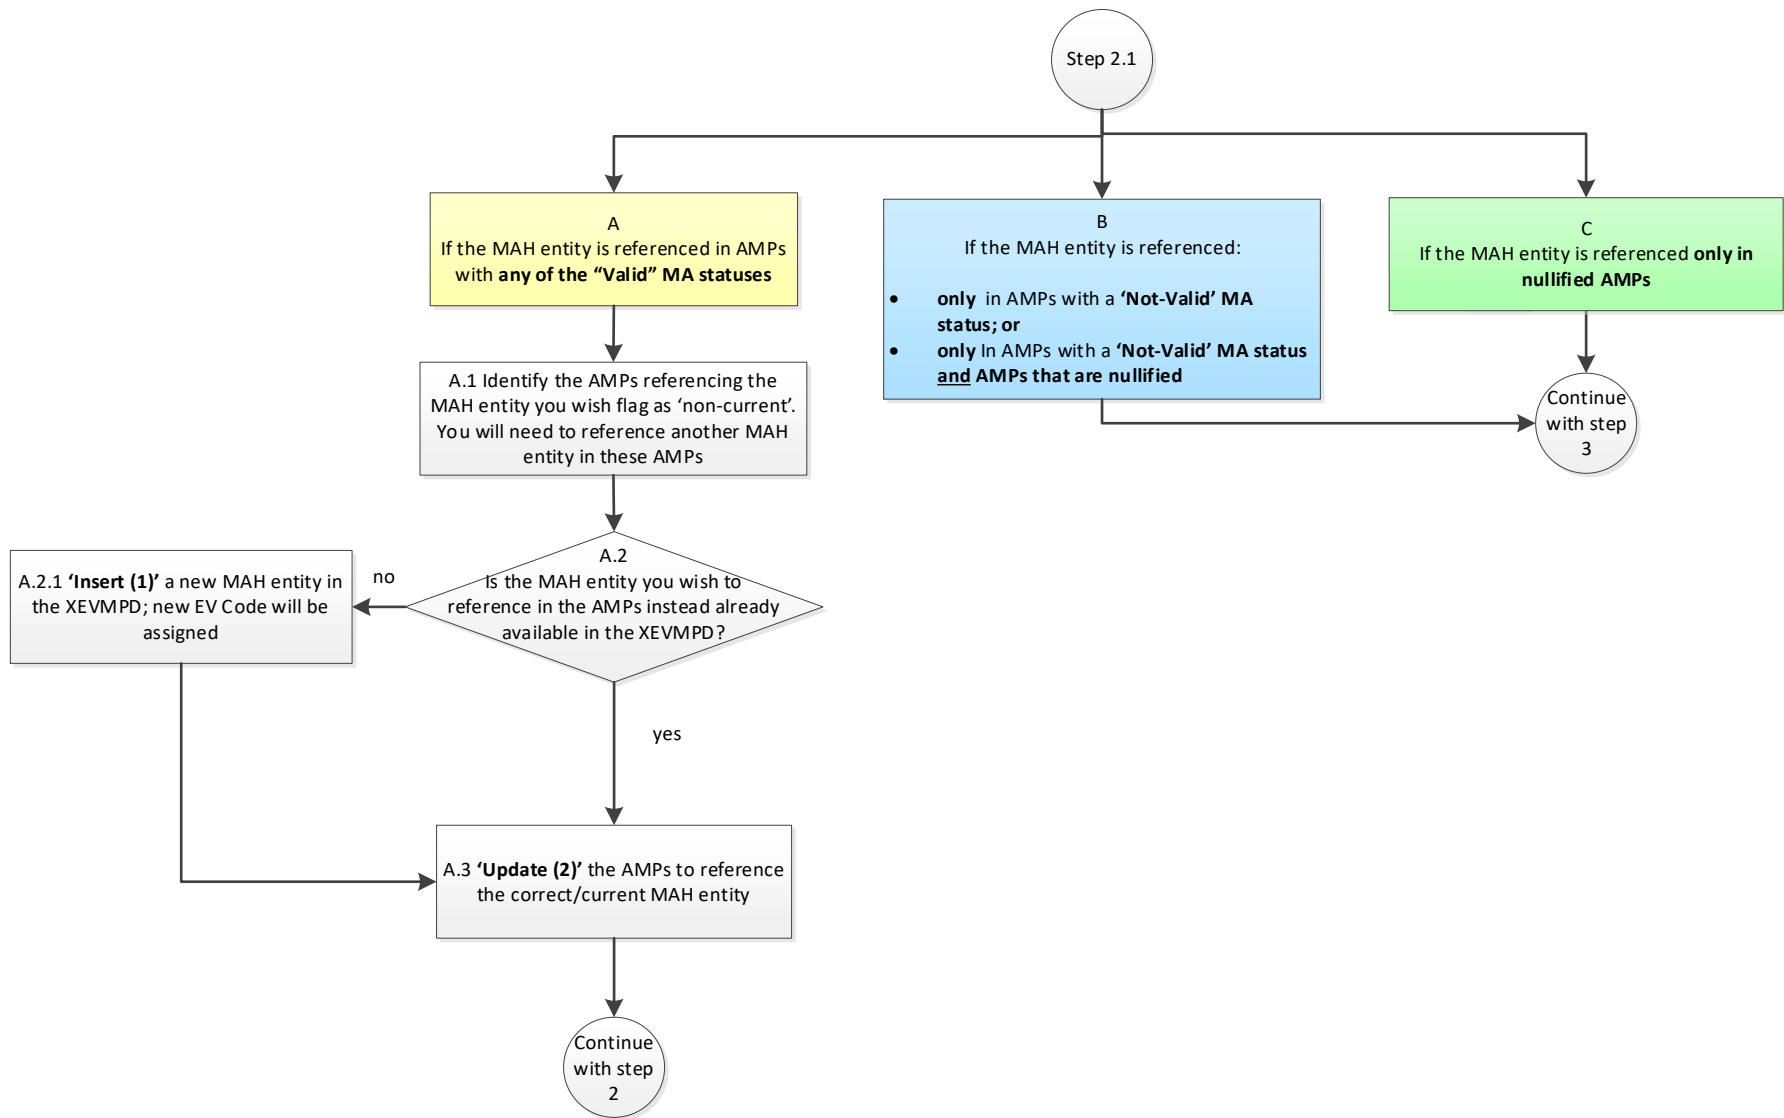 Step 2.1
A
If the MAH entity is referenced in AMPs
with any of the “Valid” MA statuses
B
If the MAH entity is referenced:
• only in AMPs with a ‘Not-Valid’ MA
status; or
• only In AMPs with a ‘Not-Valid’ MA status
and AMPs that are nullified
C
If the MAH entity is referenced only in
nullified AMPs
A.1 Identify the AMPs referencing the
MAH entity you wish flag as ‘non-current’.
You will need to reference another MAH
entity in these AMPs
Continue
with step
3
A.2
Is the MAH entity you wish to
reference in the AMPs instead already
available in the XEVMPD?
no
A.2.1 ‘Insert (1)’ a new MAH entity in
the XEVMPD; new EV Code will be
assigned
yes
A.3 ‘Update (2)’ the AMPs to reference
the correct/current MAH entity
Continue
with step
2